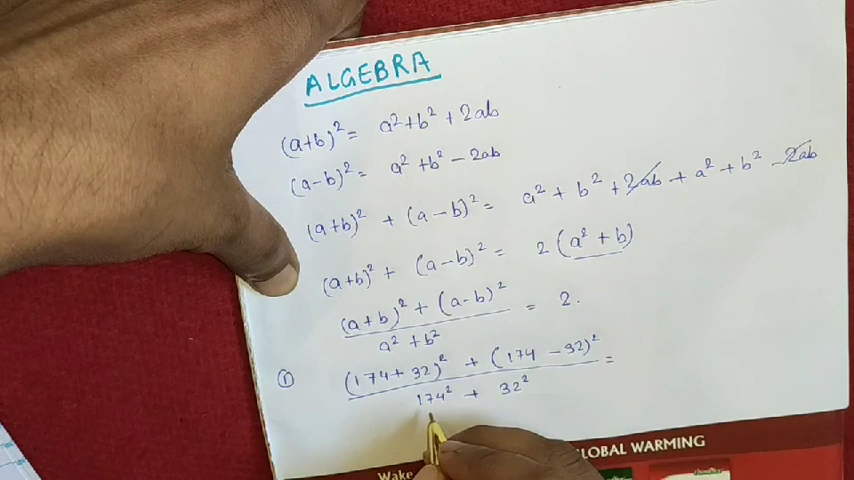 ALGEBRA
(a+b)² = a²+b²+2ab
(a-b)² = a²+b²-2ab
(a+b)² + (a-b)² = a²+b²+2ab+a²+b²-2ab
(a+b)² + (a-b)² = 2(a²+b)
(a+b)²+(a-b)² = 2.
a²+b²
① (174+32)² + (174-32)² =
174² + 32²
Wake
GLOBAL WARMING